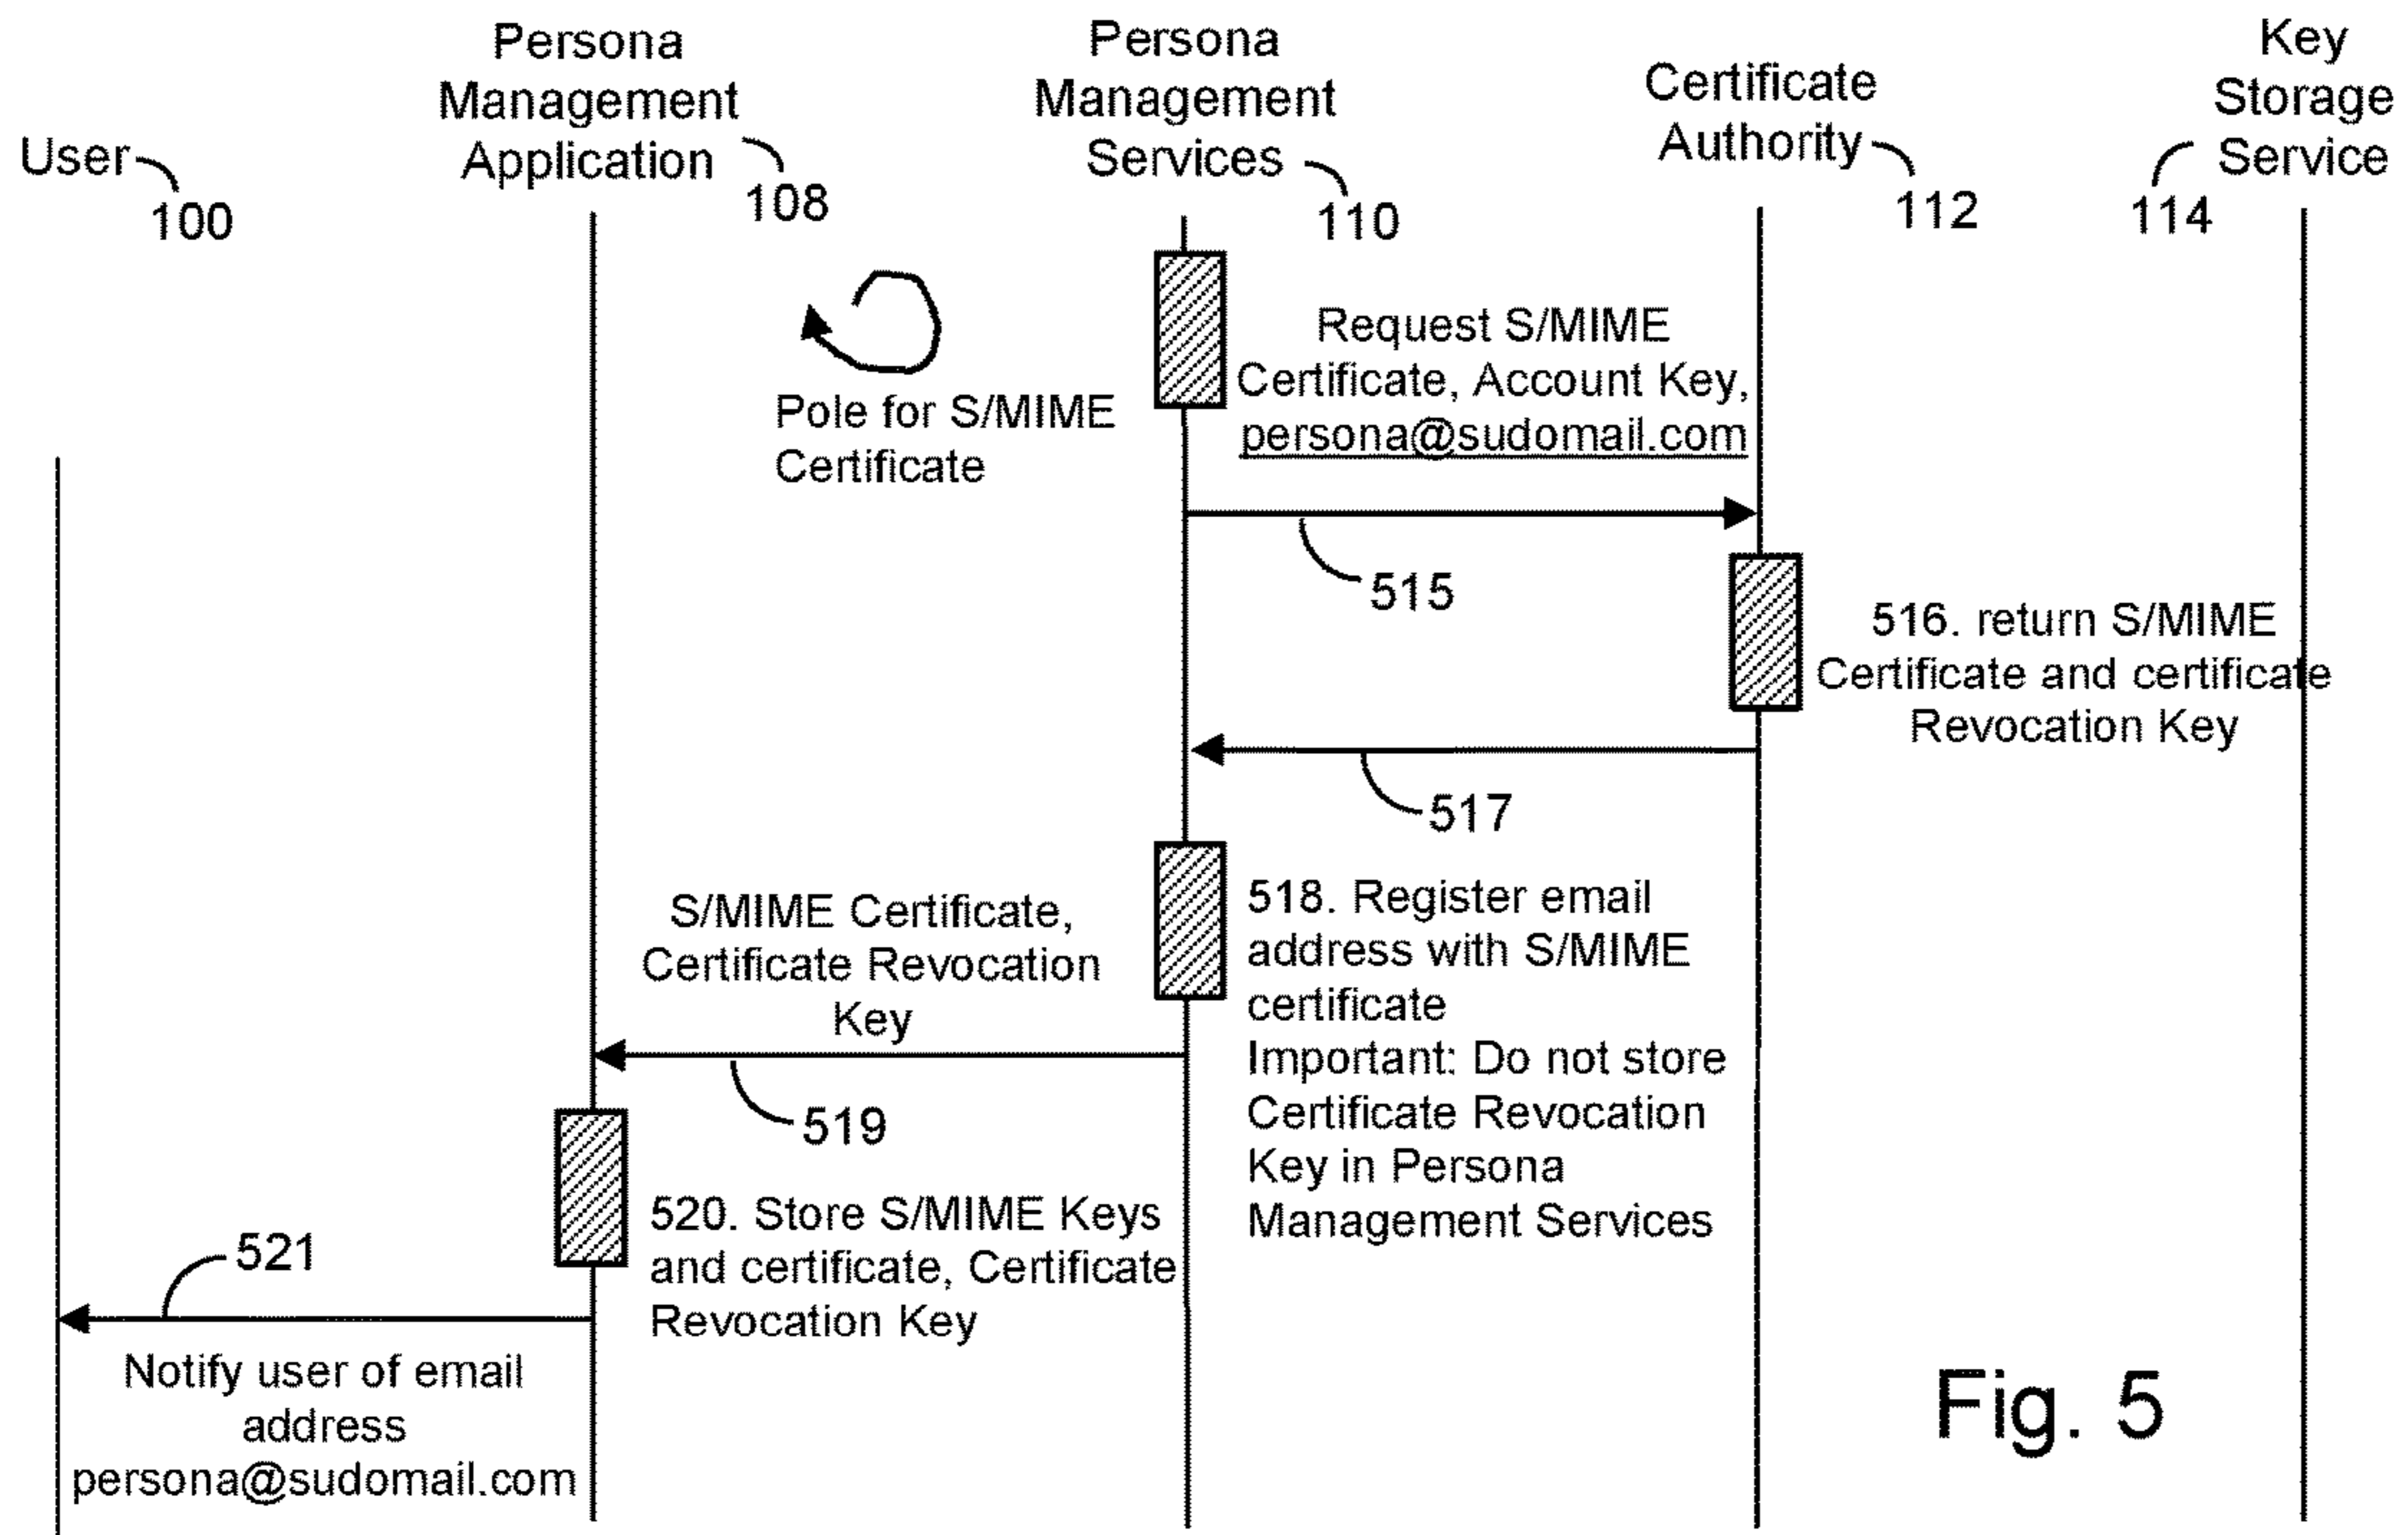 User
100
Persona
Management
Application
108
Persona
Management
Services
110
Certificate
Authority
112
Key
Storage
Service
114
Pole for S/MIME
Certificate
Request S/MIME
Certificate, Account Key,
persona@sudomail.com
515
516. return S/MIME
Certificate and certificate
Revocation Key
517
518. Register email
address with S/MIME
certificate
Important: Do not store
Certificate Revocation
Key in Persona
Management Services
S/MIME Certificate,
Certificate Revocation
Key
519
520. Store S/MIME Keys
and certificate, Certificate
Revocation Key
521
Notify user of email
address
persona@sudomail.com
Fig. 5